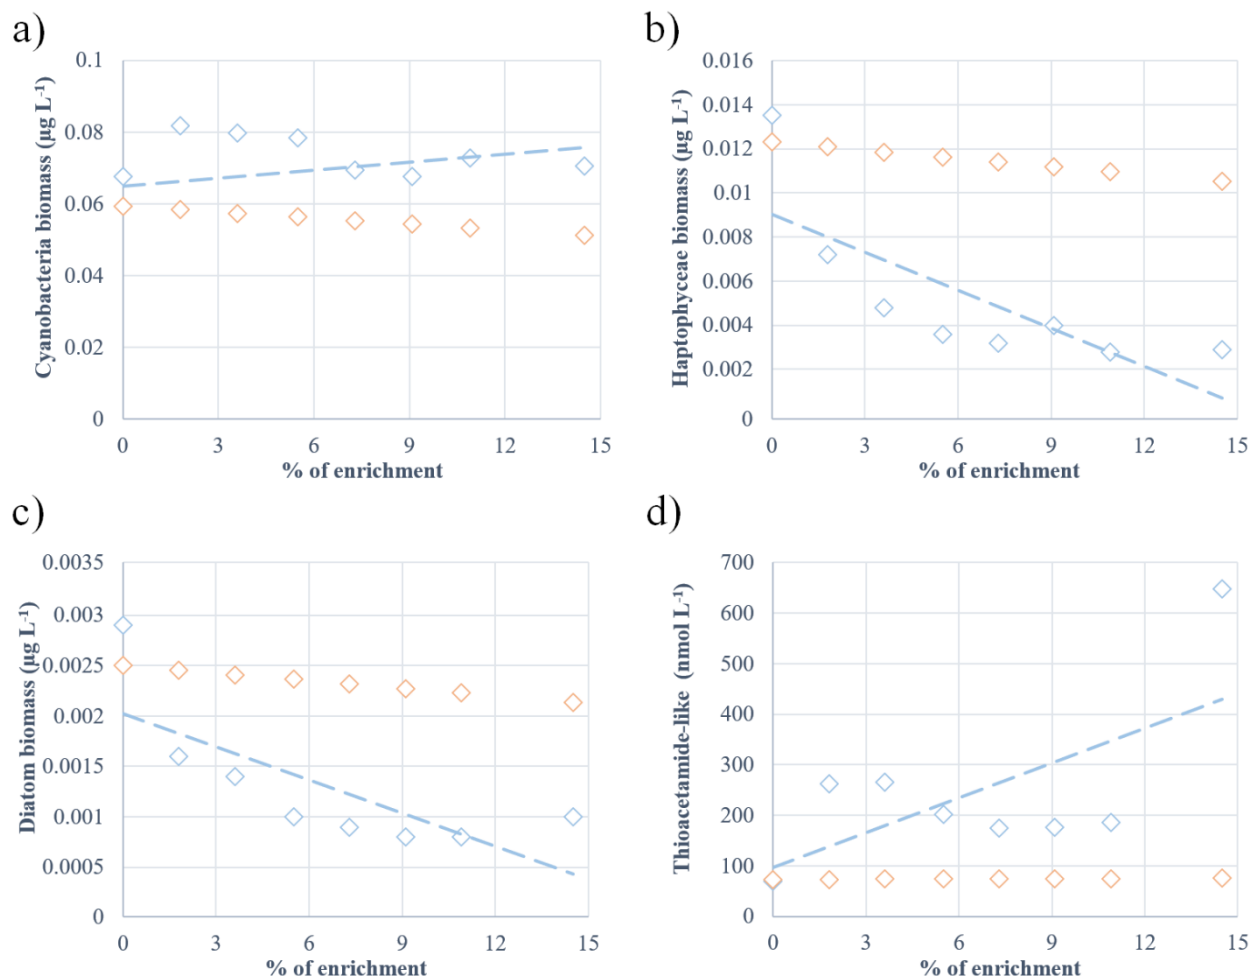 a)
Cyanobacteria biomass (µg L⁻¹)
0.1
0.08
0.06
0.04
0.02
0
0 3 6 9 12 15
% of enrichment
b)
Haptophyceae biomass (µg L⁻¹)
0.016
0.014
0.012
0.01
0.008
0.006
0.004
0.002
0
0 3 6 9 12 15
% of enrichment
c)
Diatom biomass (µg L⁻¹)
0.0035
0.003
0.0025
0.002
0.0015
0.001
0.0005
0
0 3 6 9 12 15
% of enrichment
d)
Thioacetamide-like (nmol L⁻¹)
700
600
500
400
300
200
100
0
0 3 6 9 12 15
% of enrichment